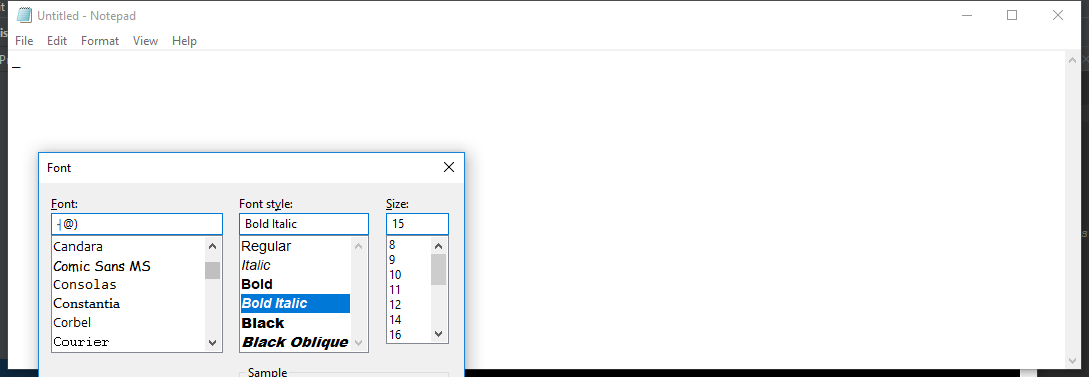 Untitled - Notepad
File Edit Format View Help
Font
Font: Font style: Size:
┤@) Bold Italic 15
Candara
Comic Sans MS
Consolas
Constantia
Corbel
Courier
Regular
Italic
Bold
Bold Italic
Black
Black Oblique
8
9
10
11
12
14
16
Sample